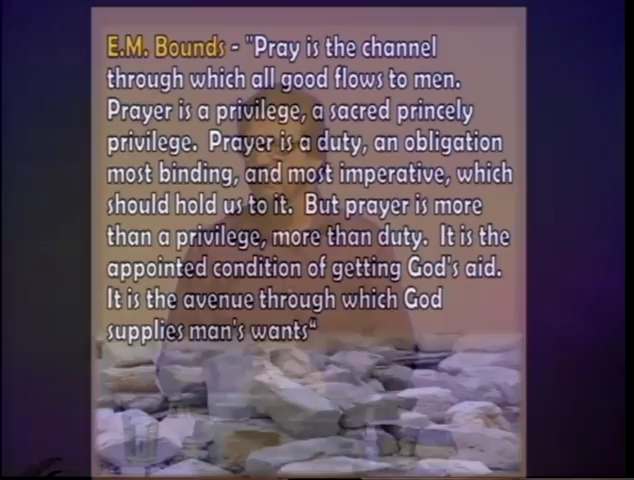 E.M. Bounds - "Pray is the channel
through which all good flows to men.
Prayer is a privilege, a sacred princely
privilege. Prayer is a duty, an obligation
most binding, and most imperative, which
should hold us to it. But prayer is more
than a privilege, more than duty. It is the
appointed condition of getting God's aid.
It is the avenue through which God
supplies man's wants"